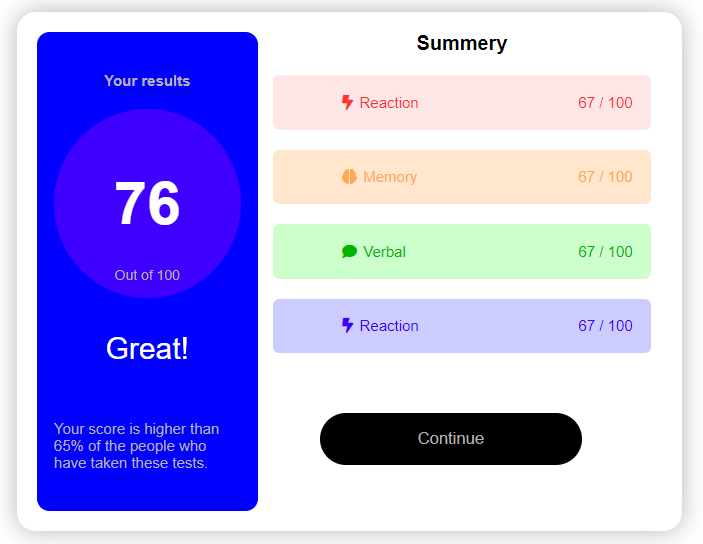 Your results
76
Out of 100
Great!
Your score is higher than
65% of the people who
have taken these tests.
Summery
Reaction 67 / 100
Memory 67 / 100
Verbal 67 / 100
Reaction 67 / 100
Continue